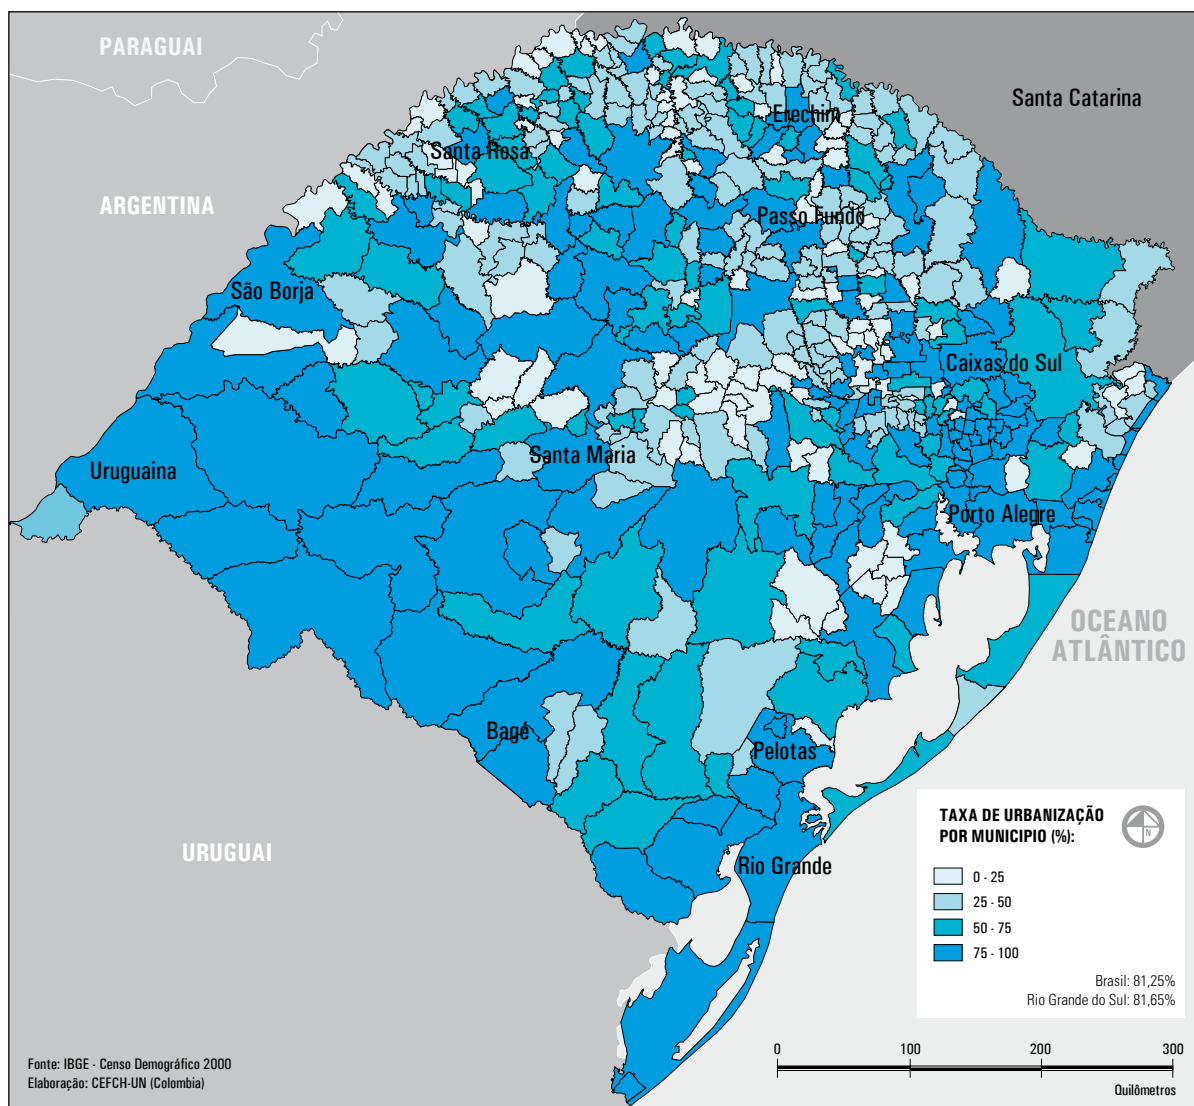 PARAGUAI
Santa Catarina
Erechim
Santa Rosa
ARGENTINA
Passo Fundo
São Borja
Caixas do Sul
Santa Maria
Uruguaina
Porto Alegre
OCEANO
ATLÂNTICO
Bagé
Pelotas
URUGUAI
Rio Grande
TAXA DE URBANIZAÇÃO
POR MUNICIPIO (%):
N
0 - 25
25 - 50
50 - 75
75 - 100
Brasil: 81,25%
Rio Grande do Sul: 81,65%
0 100 200 300
Quilômetros
Fonte: IBGE - Censo Demográfico 2000
Elaboração: CEFCH-UN (Colombia)